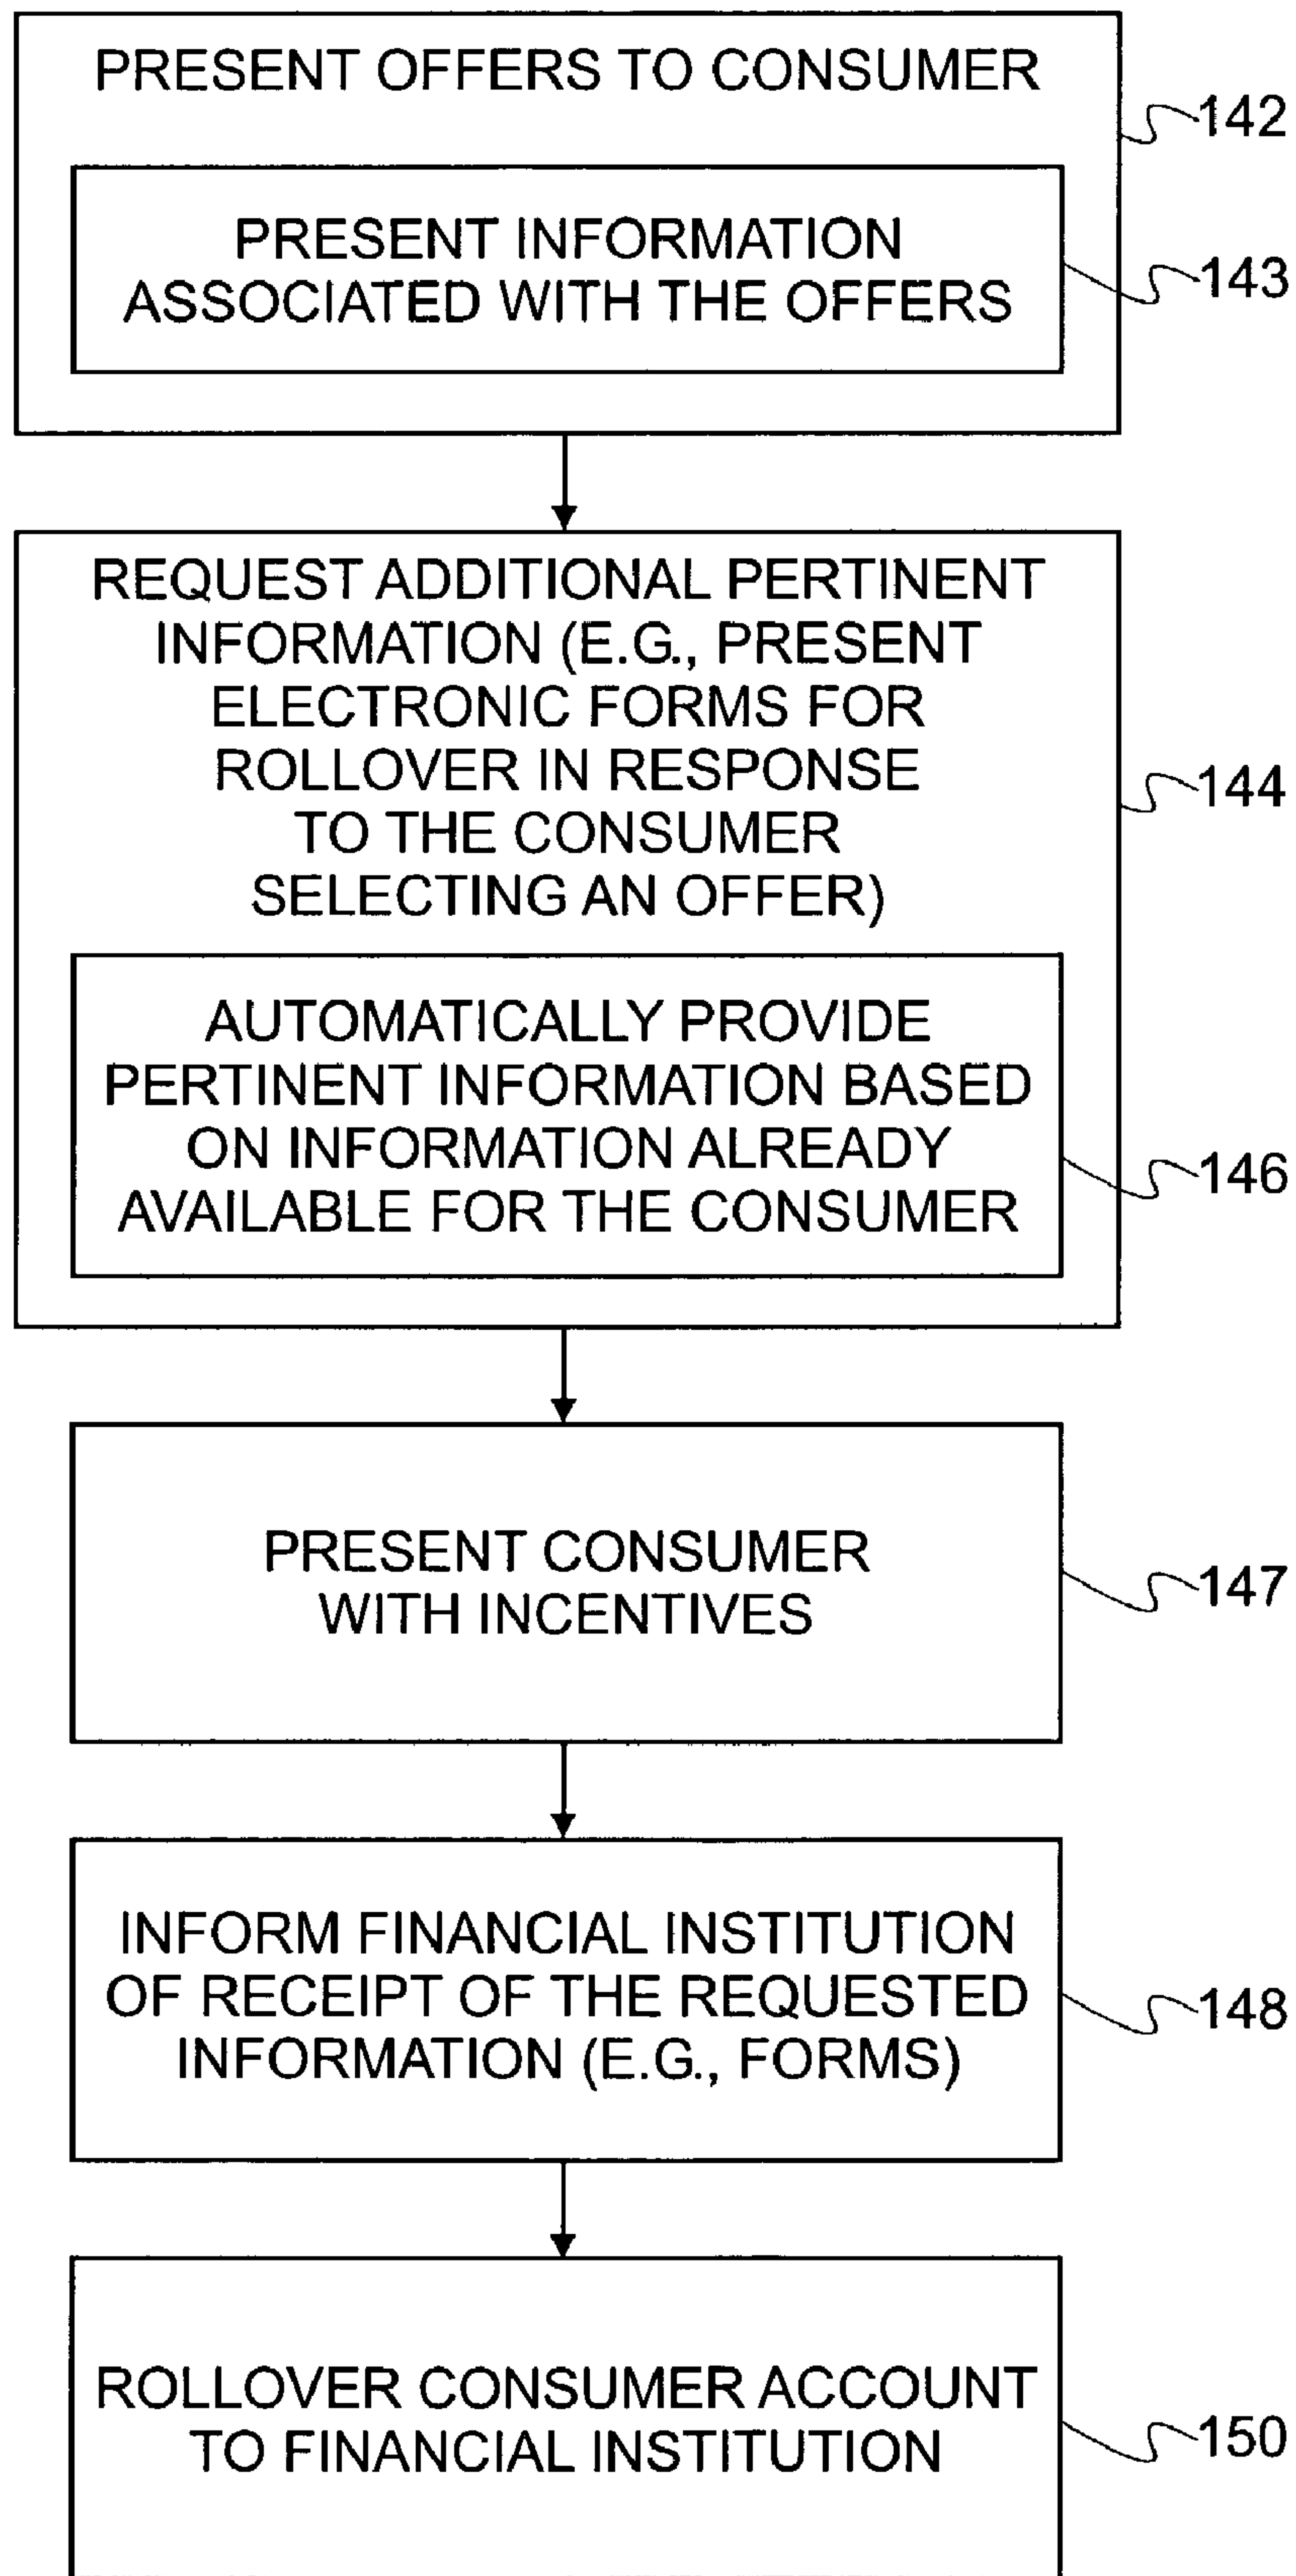 PRESENT OFFERS TO CONSUMER
142
PRESENT INFORMATION
ASSOCIATED WITH THE OFFERS
143
REQUEST ADDITIONAL PERTINENT
INFORMATION (E.G., PRESENT
ELECTRONIC FORMS FOR
ROLLOVER IN RESPONSE
TO THE CONSUMER
SELECTING AN OFFER)
144
AUTOMATICALLY PROVIDE
PERTINENT INFORMATION BASED
ON INFORMATION ALREADY
AVAILABLE FOR THE CONSUMER
146
PRESENT CONSUMER
WITH INCENTIVES
147
INFORM FINANCIAL INSTITUTION
OF RECEIPT OF THE REQUESTED
INFORMATION (E.G., FORMS)
148
ROLLOVER CONSUMER ACCOUNT
TO FINANCIAL INSTITUTION
150